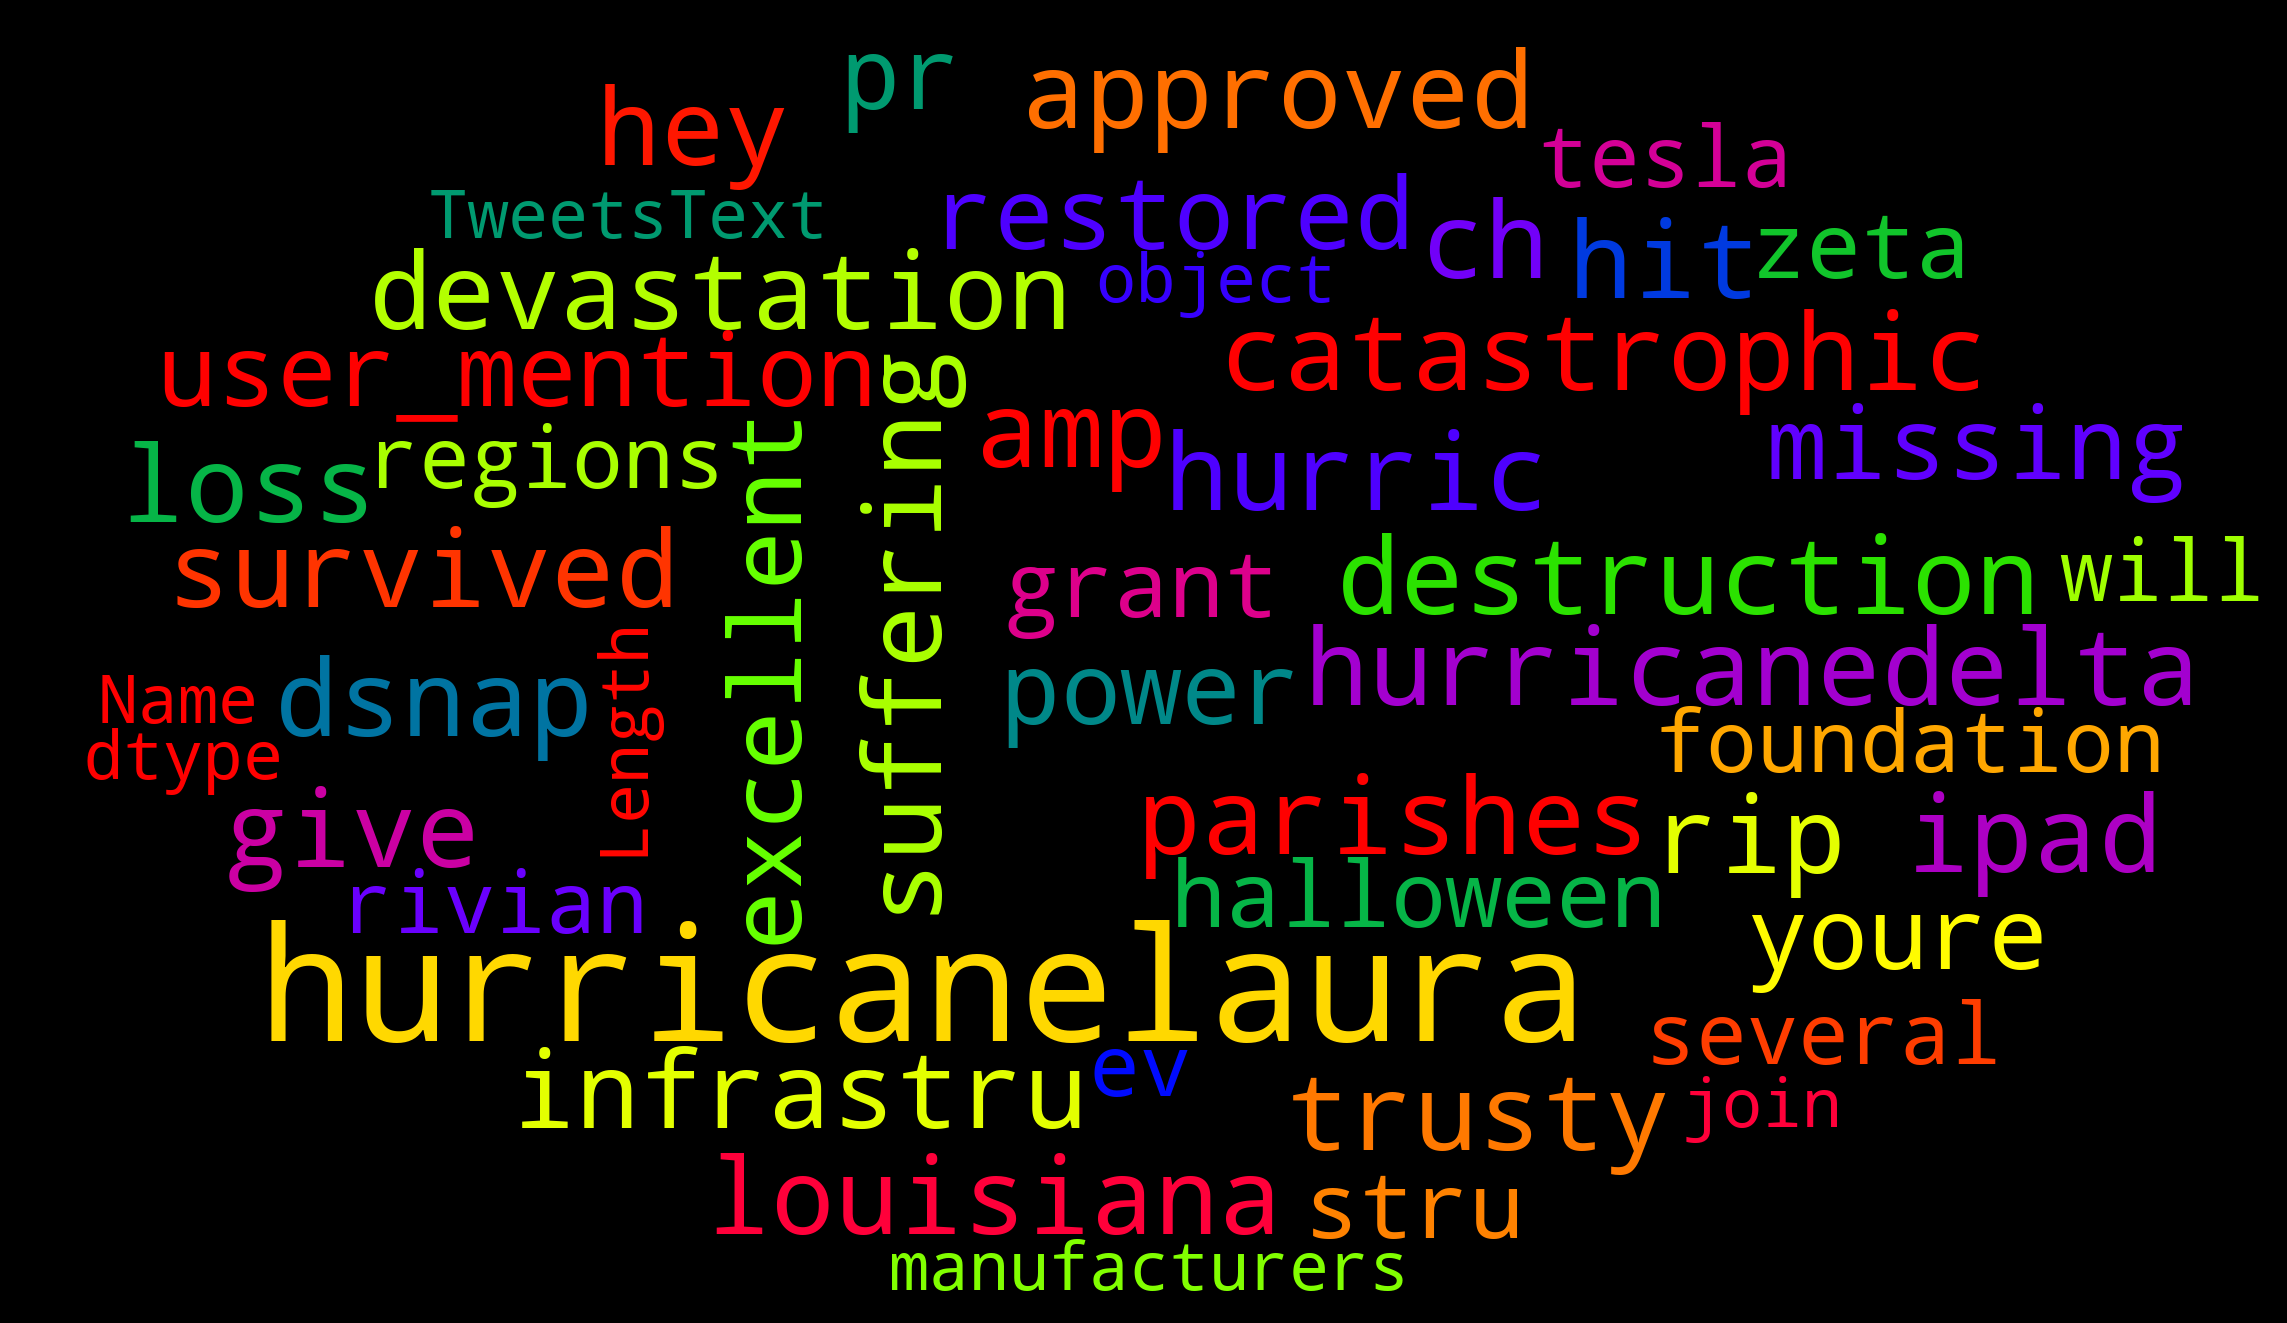 pr
approved
hey
tesla
TweetsText
restored
ch
hit
zeta
devastation
object
user_mention
catastrophic
suffering
amp
missing
loss
regions
excellent
hurric
survived
grant
destruction
will
Name
dsnap
Length
power
hurricanedelta
dtype
foundation
give
parishes
rip
ipad
rivian
halloween
youre
hurricanelaura
several
infrastru
ev
trusty
join
louisiana
stru
manufacturers